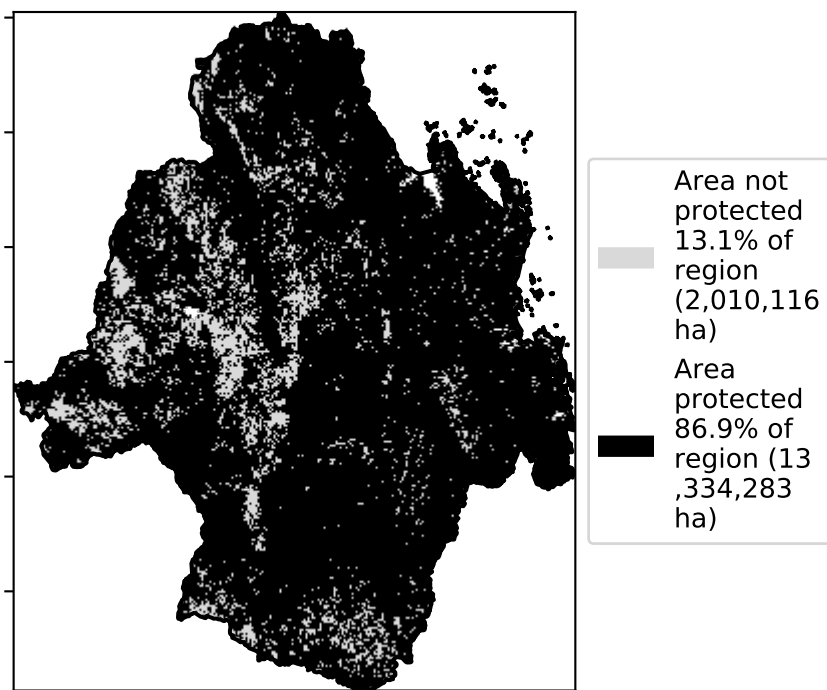 Area not
protected
13.1% of
region
(2,010,116
ha)
Area
protected
86.9% of
region (13
,334,283
ha)